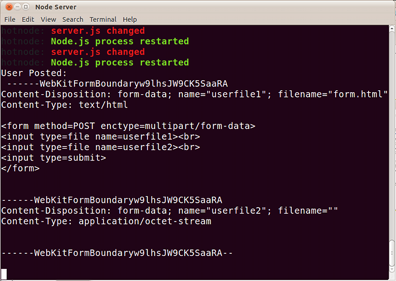 Node Server
File Edit View Search Terminal Help
hotnode: server.js changed
hotnode: Node.js process restarted
hotnode: server.js changed
hotnode: Node.js process restarted
User Posted:
------WebKitFormBoundaryw9lhsJW9CK5SaaRA
Content-Disposition: form-data; name="userfile1"; filename="form.html"
Content-Type: text/html
<form method=POST enctype=multipart/form-data>
<input type=file name=userfile1><br>
<input type=file name=userfile2><br>
<input type=submit>
</form>
------WebKitFormBoundaryw9lhsJW9CK5SaaRA
Content-Disposition: form-data; name="userfile2"; filename=""
Content-Type: application/octet-stream
------WebKitFormBoundaryw9lhsJW9CK5SaaRA--